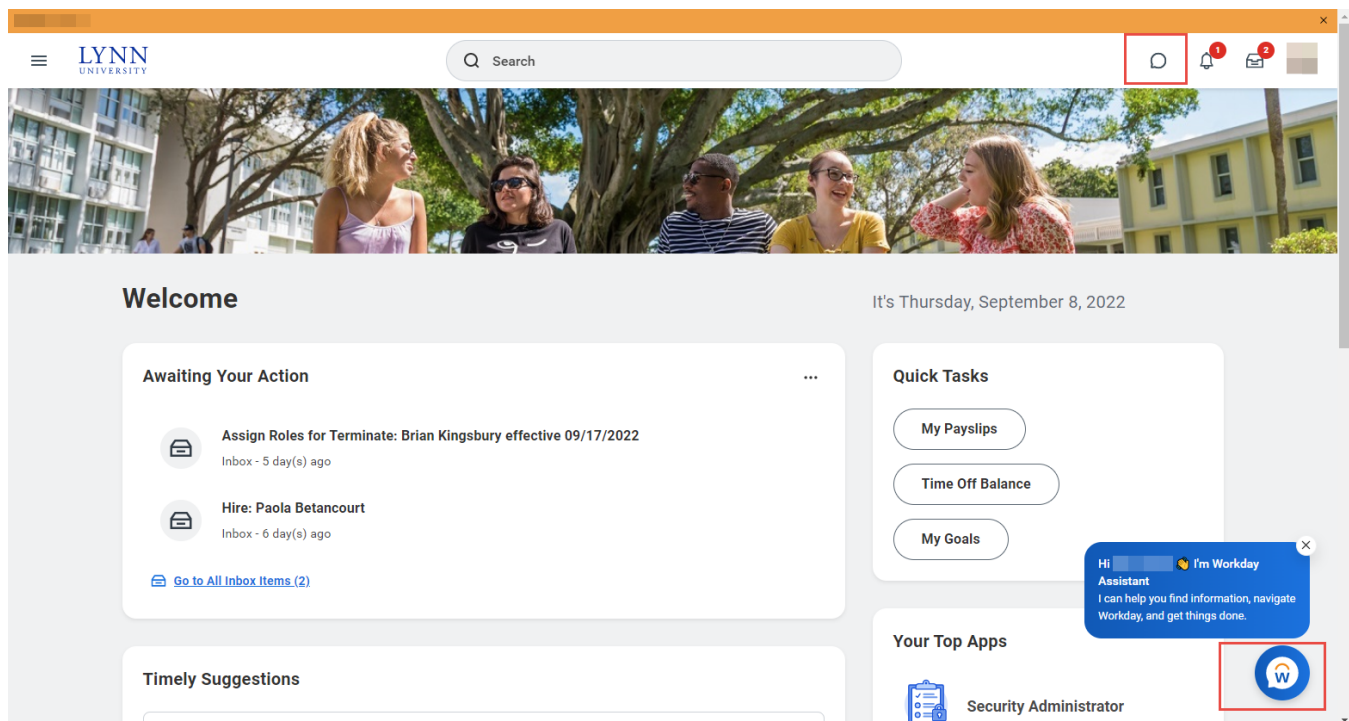 LYNN
UNIVERSITY
Search
1
2
Welcome
It's Thursday, September 8, 2022
Awaiting Your Action
Assign Roles for Terminate: Brian Kingsbury effective 09/17/2022
Inbox - 5 day(s) ago
Hire: Paola Betancourt
Inbox - 6 day(s) ago
Go to All Inbox Items (2)
Quick Tasks
My Payslips
Time Off Balance
My Goals
Hi 👋 I'm Workday
Assistant
I can help you find information, navigate
Workday, and get things done.
Timely Suggestions
Your Top Apps
Security Administrator
W